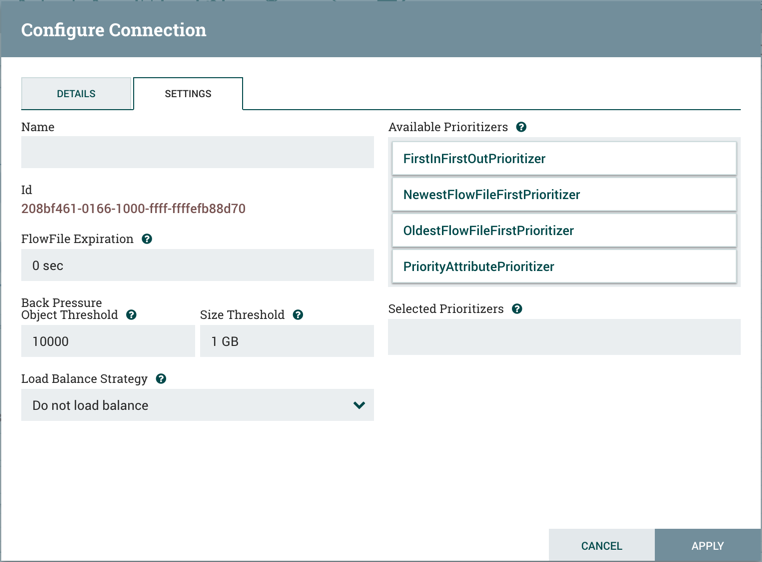 Configure Connection
DETAILS
SETTINGS
Name
Id
208bf461-0166-1000-ffff-ffffefb88d70
FlowFile Expiration
0 sec
Back Pressure
Object Threshold
Size Threshold
10000
1 GB
Load Balance Strategy
Do not load balance
Available Prioritizers
FirstInFirstOutPrioritizer
NewestFlowFileFirstPrioritizer
OldestFlowFileFirstPrioritizer
PriorityAttributePrioritizer
Selected Prioritizers
CANCEL
APPLY